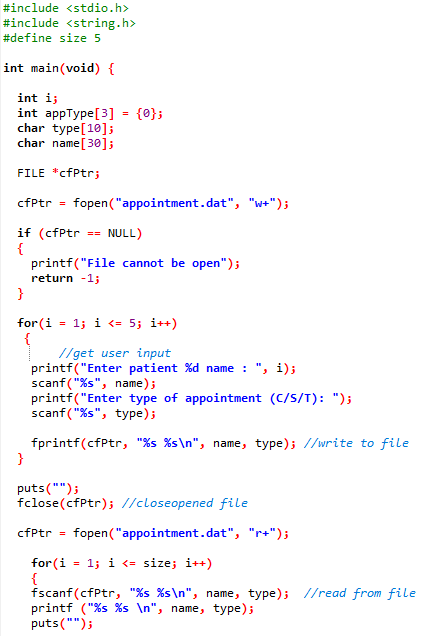 #include <stdio.h>
#include <string.h>
#define size 5
int main(void) {
int i;
int appType[3] = {0};
char type[10];
char name[30];
FILE *cfPtr;
cfPtr = fopen("appointment.dat", "w+");
if (cfPtr == NULL)
{
printf("File cannot be open");
return -1;
}
for(i = 1; i <= 5; i++)
{
//get user input
printf("Enter patient %d name : ", i);
scanf("%s", name);
printf("Enter type of appointment (C/S/T): ");
scanf("%s", type);
fprintf(cfPtr, "%s %s\n", name, type); //write to file
}
puts("");
fclose(cfPtr); //closeopened file
cfPtr = fopen("appointment.dat", "r+");
for(i = 1; i <= size; i++)
{
fscanf(cfPtr, "%s %s\n", name, type);  //read from file
printf ("%s %s \n", name, type);
puts("");